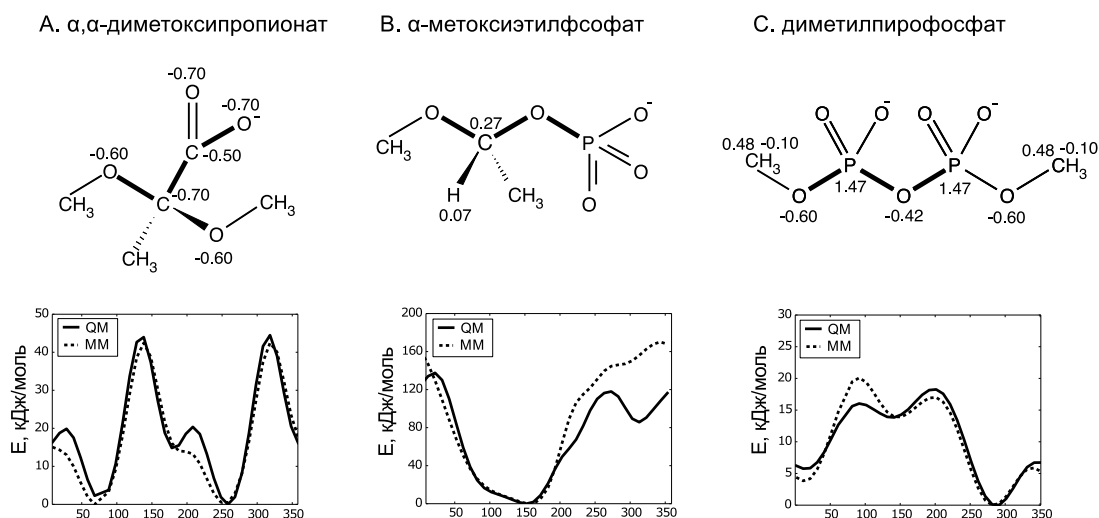 А. α,α-диметоксипропионат
В. α-метоксиэтилфсофат
С. диметилпирофосфат
-0.70
O
-0.70
O-
C
-0.50
-0.60
O
CH3
C
-0.70
O
CH3
-0.60
CH3
O
0.27
O
O-
CH3
C
P
O
H
CH3
O
0.07
O
O-
O
O-
0.48 -0.10
CH3
P
P
0.48 -0.10
CH3
1.47
1.47
O
O
O
-0.60
-0.42
-0.60
50
40
30
20
10
0
E, кДж/моль
QM
MM
50 100 150 200 250 300 350
200
160
120
80
40
0
E, кДж/моль
QM
MM
50 100 150 200 250 300 350
30
25
20
15
10
5
0
E, кДж/моль
QM
MM
50 100 150 200 250 300 350